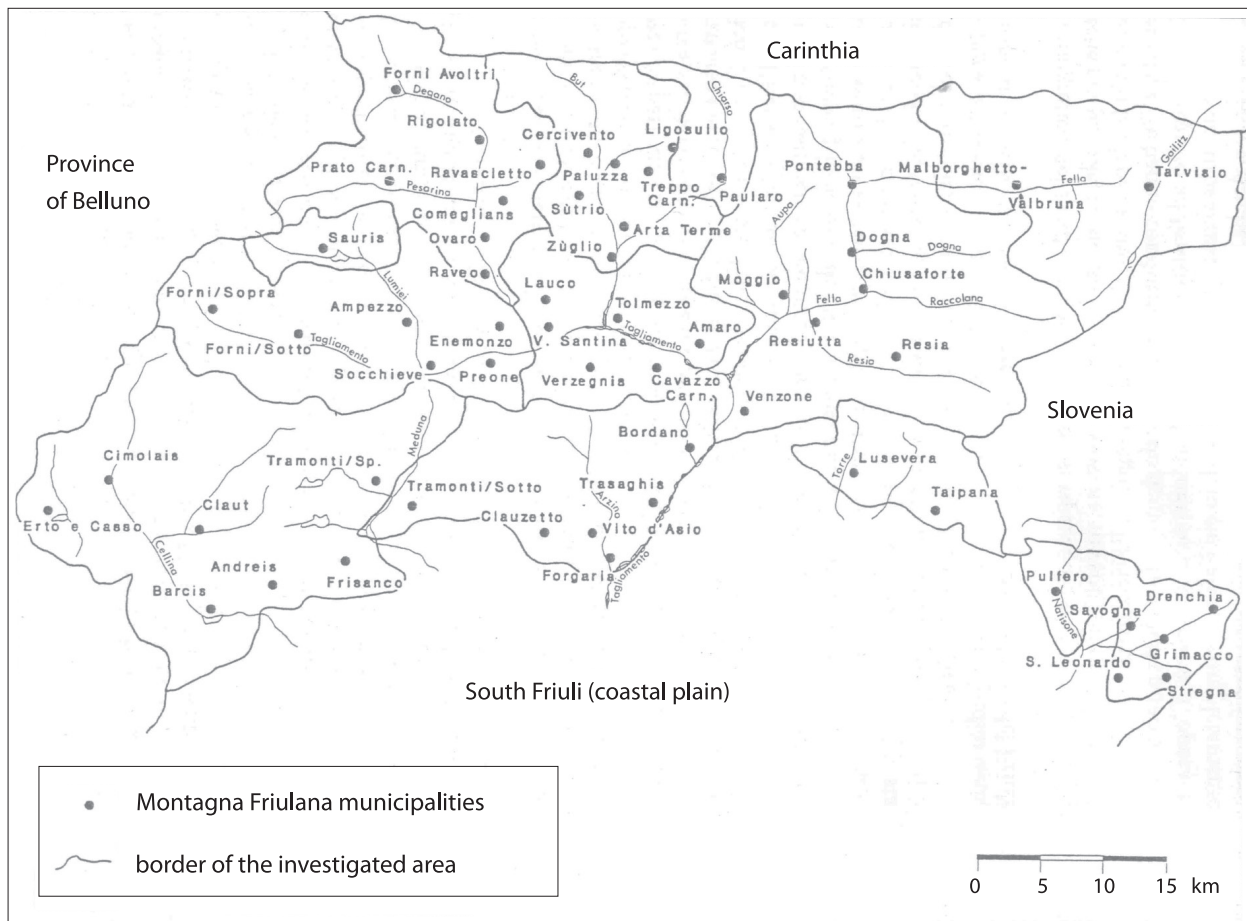 Carinthia
Province
of Belluno
Slovenia
South Friuli (coastal plain)
Forni Avoltri
Degano
Rigolato
But
Chiarso
Cercivento
Ligosullo
Prato Carn.
Ravascletto
Paluzza
Pesarina
Treppo
Carn.
Paularo
Sùtrio
Comeglians
Arta Terme
Ovaro
Zùglio
Pontebba
Malborghetto-
Valbruna
Fella
Tarvisio
Gailitz
Aupa
Dogna
Dogna
Sauris
Raveo
Lumiei
Lauco
Moggio
Chiusaforte
Fella
Raccolana
Forni/Sopra
Ampezzo
Tolmezzo
Forni/Sotto
Tagliamento
Enemonzo
V. Santina
Tagliamento
Amaro
Resiutta
Resia
Resia
Socchieve
Preone
Verzegnis
Cavazzo
Carn.
Venzone
Meduna
Bordano
Cimolais
Tramonti/Sp.
Torre
Lusevera
Claut
Tramonti/Sotto
Trasaghis
Arzino
Taipana
Erto e Casso
Clauzetto
Vito d'Asio
Cellina
Andreis
Frisanco
Forgaria
Tagliamento
Barcis
Pulfero
Natisone
Savogna
Drenchia
S. Leonardo
Grimacco
Stregna
Montagna Friulana municipalities
border of the investigated area
0 5 10 15 km